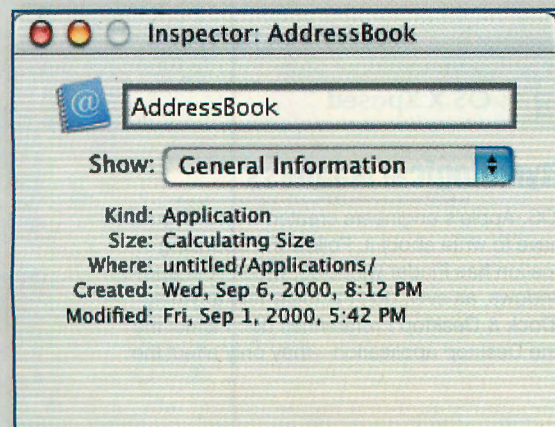 Inspector: AddressBook
AddressBook
Show: General Information
Kind: Application
Size: Calculating Size
Where: untitled/Applications/
Created: Wed, Sep 6, 2000, 8:12 PM
Modified: Fri, Sep 1, 2000, 5:42 PM